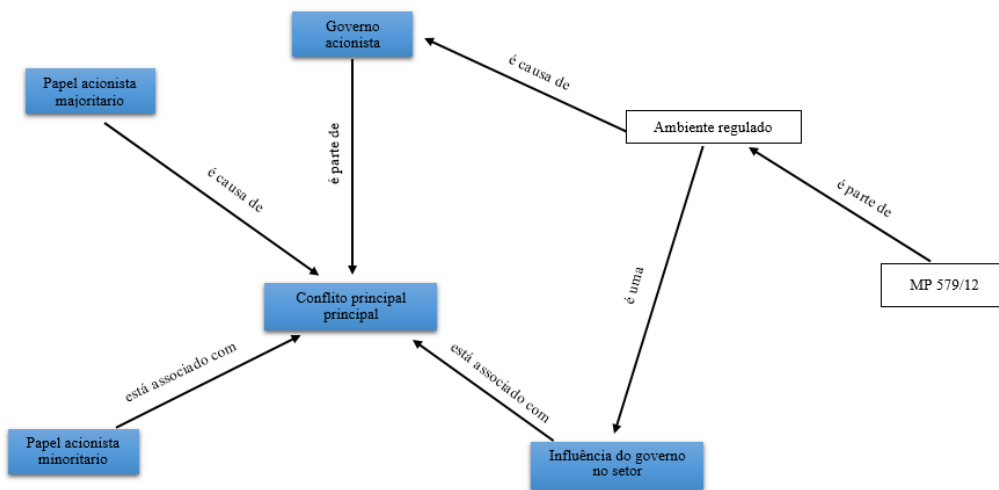 Governo
acionista
é causa de
Papel acionista
majoritario
Ambiente regulado
é parte de
é causa de
é parte de
MP 579/12
é uma
Conflito principal
principal
está associado com
está associado com
Papel acionista
minoritario
Influência do governo
no setor